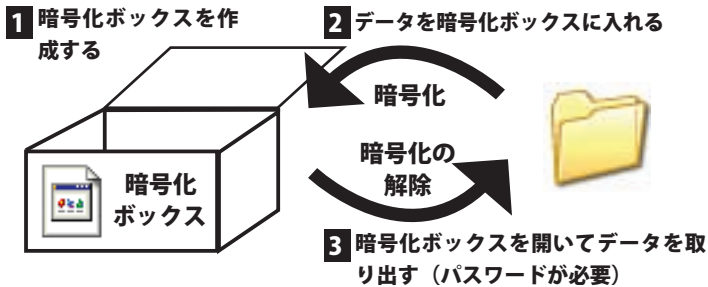 1 暗号化ボックスを作
成する
2 データを暗号化ボックスに入れる
暗号化
暗号化の
解除
暗号化
ボックス
3 暗号化ボックスを開いてデータを取
り出す（パスワードが必要）